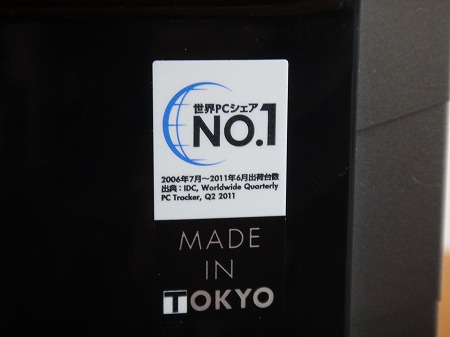 世界PCシェア
NO.1
2006年7月～2011年6月出荷台数
出典：IDC, Worldwide Quarterly
PC Tracker, Q2 2011
MADE
IN
TOKYO